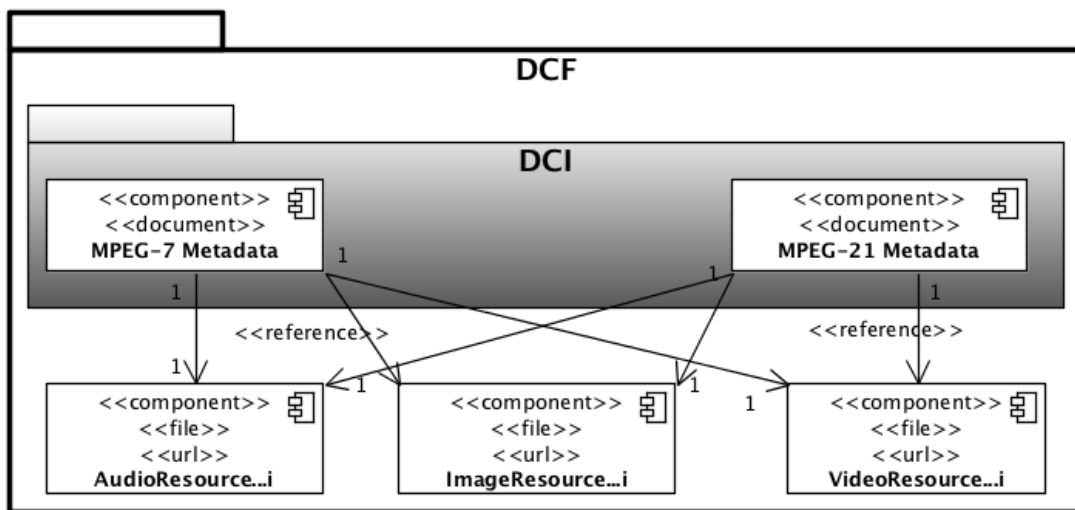 DCF
DCI
<<component>>
<<document>>
MPEG-7 Metadata
<<component>>
<<document>>
MPEG-21 Metadata
1
1
1
1
<<reference>>
<<reference>>
1
1
1
1
<<component>>
<<file>>
<<url>>
AudioResource...i
<<component>>
<<file>>
<<url>>
ImageResource...i
<<component>>
<<file>>
<<url>>
VideoResource...i